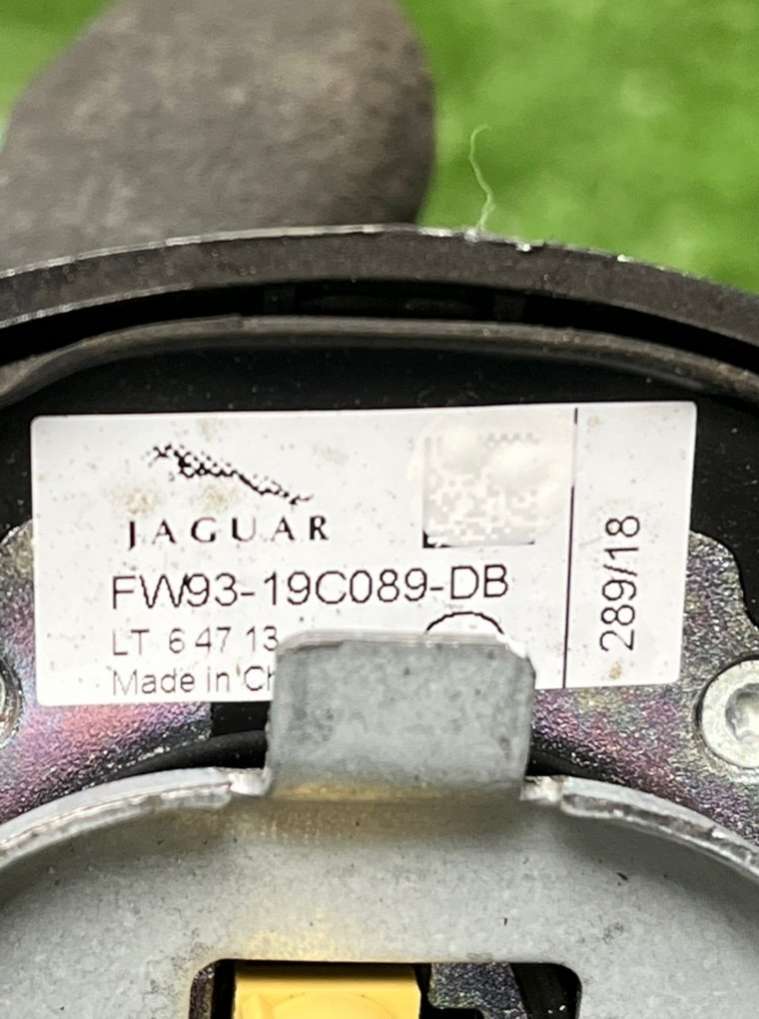 JAGUAR
FW93-19C089-DB
LT 6 47 13
Made in
289/18